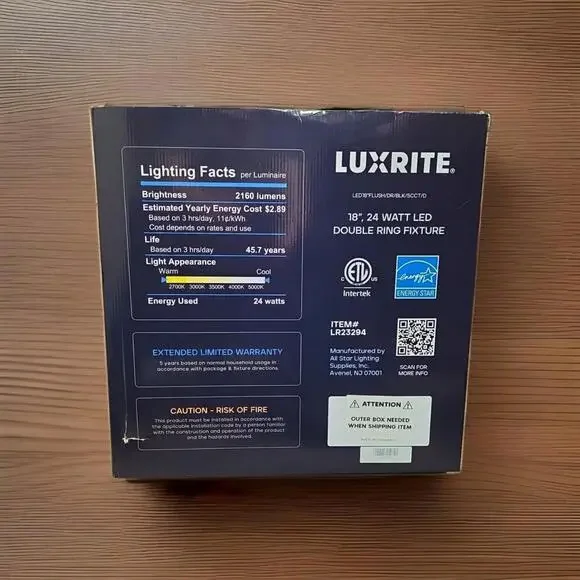 Lighting Facts per Luminaire
Brightness 2160 lumens
Estimated Yearly Energy Cost $2.89
Based on 3 hrs/day, 11¢/kWh
Cost depends on rates and use
Life
Based on 3 hrs/day 45.7 years
Light Appearance
Warm Cool
2700K 3000K 3500K 4000K 5000K
Energy Used 24 watts
EXTENDED LIMITED WARRANTY
5 years based on normal household usage in
accordance with package & fixture directions.
CAUTION - RISK OF FIRE
This product must be installed in accordance with
the applicable installation code by a person familiar
with the construction and operation of the product
and the hazards involved.
LUXRITE®
LED18"FLUSH/DR/BLK/5CCT/D
18", 24 WATT LED
DOUBLE RING FIXTURE
C ETL US
Intertek
energy
ENERGY STAR
ITEM#
LR23294
Manufactured by
All Star Lighting
Supplies, Inc.
Avenel, NJ 07001
SCAN FOR
MORE INFO
ATTENTION
OUTER BOX NEEDED
WHEN SHIPPING ITEM